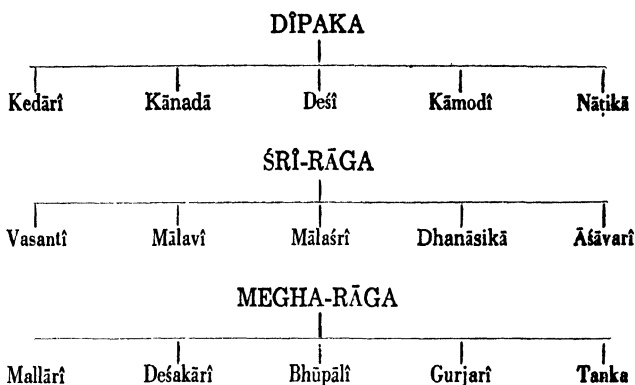 DÎPAKA
Kedārî Kānadā Deśî Kāmodî Nāṭikā
ŚRÎ-RĀGA
Vasantî Mālavî Mālaśrî Dhanāsikā Āśāvarî
MEGHA-RĀGA
Mallārî Deśakārî Bhūpālî Gurjarî Tanka